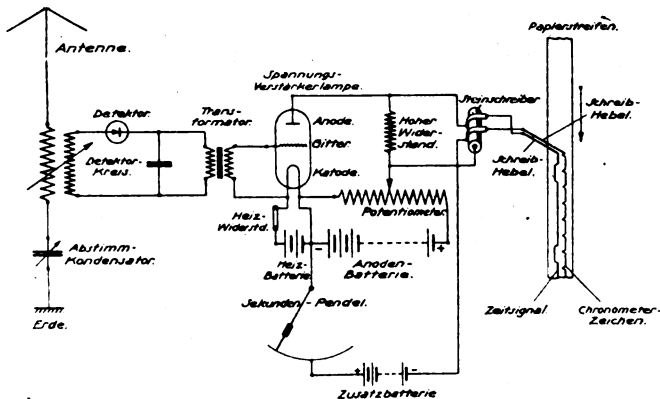 Antenne.
Detektor.
Detektor-
Kreis.
Abstimm-
Kondensator.
Erde.
Trans-
formator.
Spannungs-
Verstärkerlampe.
Anode.
Gitter.
Katode.
Heiz-
Widerstd.
Heiz-
Batterie.
-
Anoden-
Batterie.
+
Hoher
Wider-
stand.
Potentiometer.
Sekunden-Pendel.
+
-
Zusatzbatterie
Papierstreifen.
Steinschreiber
Schreib-
Hebel.
Schreib-
Hebel.
Zeitsignal.
Chronometer-
Zeichen.